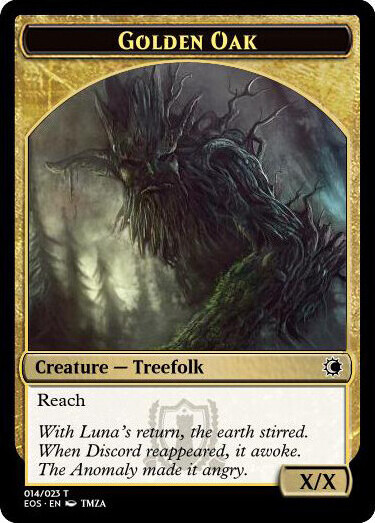 GOLDEN OAK
Creature — Treefolk
Reach
With Luna's return, the earth stirred.
When Discord reappeared, it awoke.
The Anomaly made it angry.
X/X
014/023 T
EOS • EN TMZA